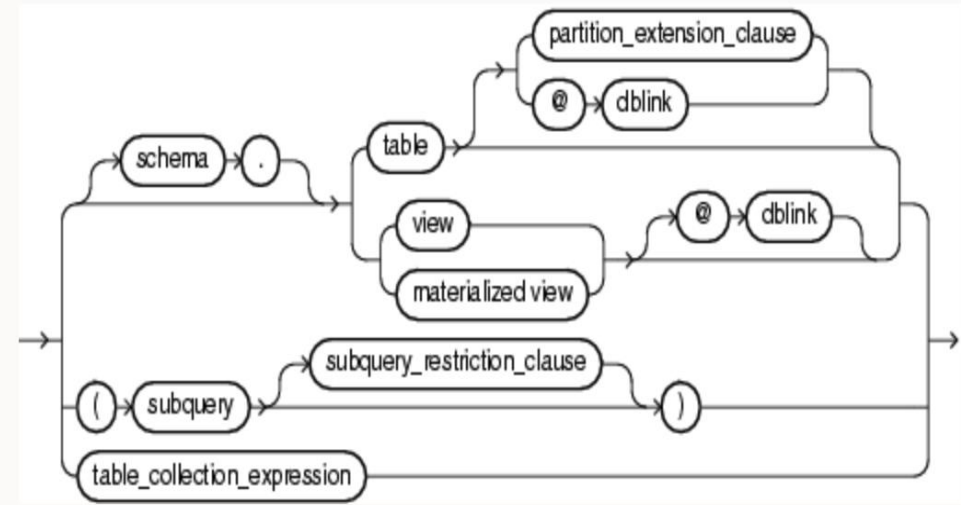 partition_extension_clause
@ dblink
table
schema .
@ dblink
view
materialized view
subquery_restriction_clause
( subquery )
table_collection_expression